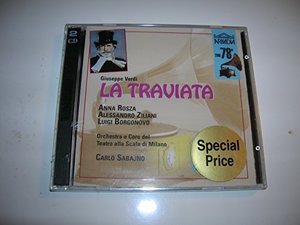 2 CD
Giuseppe Verdi
LA TRAVIATA
ANNA ROSZA
ALESSANDRO ZILIANI
LUIGI BORGONOVO
Orchestra e Coro del
Teatro alla Scala di Milano
CARLO SABAJNO
78
Special
Price